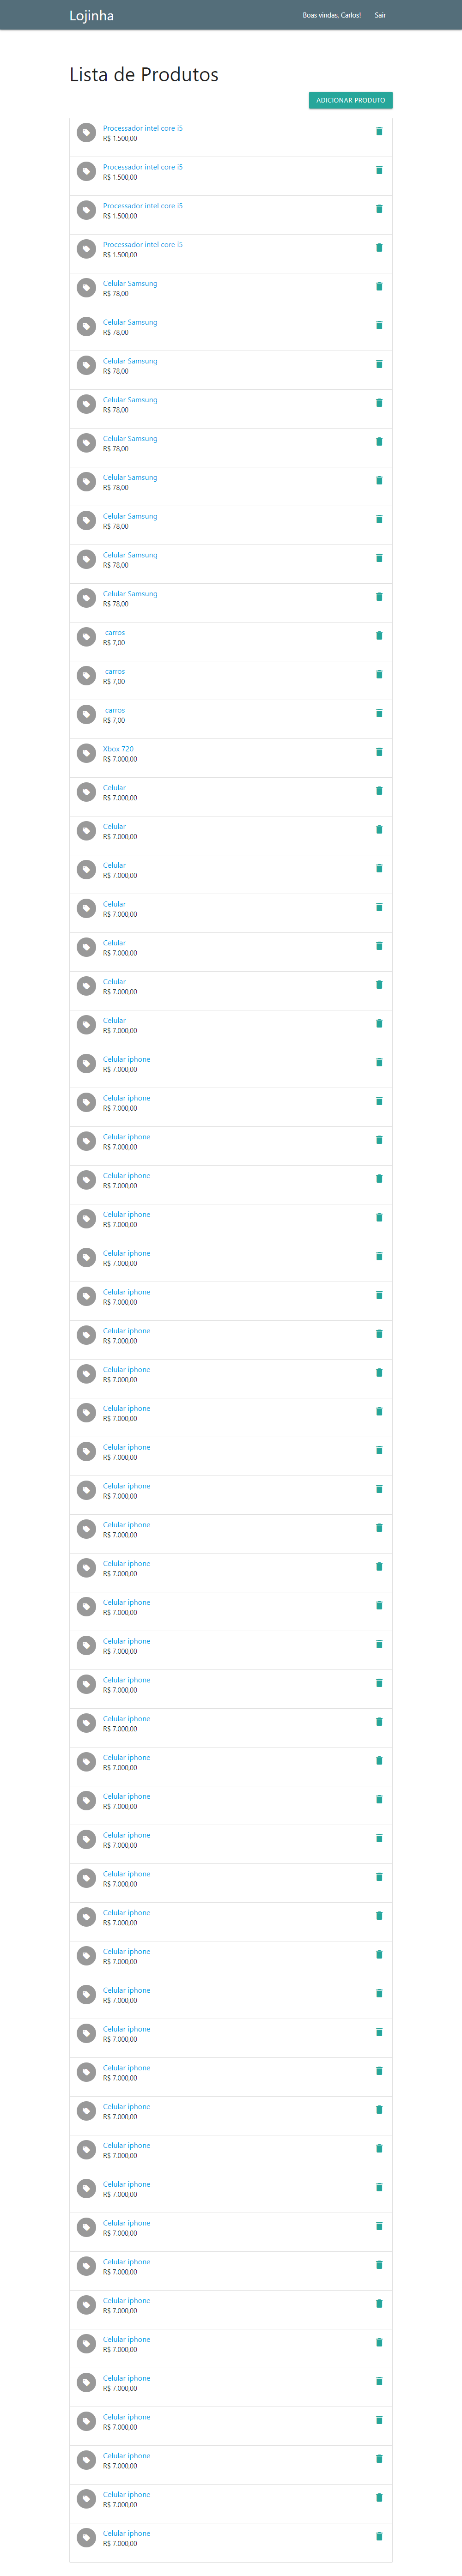 Lojinha
Boas vindas, Carlos!
Sair
Lista de Produtos
ADICIONAR PRODUTO
Processador intel core i5
R$ 1.500,00
Processador intel core i5
R$ 1.500,00
Processador intel core i5
R$ 1.500,00
Processador intel core i5
R$ 1.500,00
Celular Samsung
R$ 78,00
Celular Samsung
R$ 78,00
Celular Samsung
R$ 78,00
Celular Samsung
R$ 78,00
Celular Samsung
R$ 78,00
Celular Samsung
R$ 78,00
Celular Samsung
R$ 78,00
Celular Samsung
R$ 78,00
Celular Samsung
R$ 78,00
carros
R$ 7,00
carros
R$ 7,00
carros
R$ 7,00
Xbox 720
R$ 7.000,00
Celular
R$ 7.000,00
Celular
R$ 7.000,00
Celular
R$ 7.000,00
Celular
R$ 7.000,00
Celular
R$ 7.000,00
Celular
R$ 7.000,00
Celular
R$ 7.000,00
Celular iphone
R$ 7.000,00
Celular iphone
R$ 7.000,00
Celular iphone
R$ 7.000,00
Celular iphone
R$ 7.000,00
Celular iphone
R$ 7.000,00
Celular iphone
R$ 7.000,00
Celular iphone
R$ 7.000,00
Celular iphone
R$ 7.000,00
Celular iphone
R$ 7.000,00
Celular iphone
R$ 7.000,00
Celular iphone
R$ 7.000,00
Celular iphone
R$ 7.000,00
Celular iphone
R$ 7.000,00
Celular iphone
R$ 7.000,00
Celular iphone
R$ 7.000,00
Celular iphone
R$ 7.000,00
Celular iphone
R$ 7.000,00
Celular iphone
R$ 7.000,00
Celular iphone
R$ 7.000,00
Celular iphone
R$ 7.000,00
Celular iphone
R$ 7.000,00
Celular iphone
R$ 7.000,00
Celular iphone
R$ 7.000,00
Celular iphone
R$ 7.000,00
Celular iphone
R$ 7.000,00
Celular iphone
R$ 7.000,00
Celular iphone
R$ 7.000,00
Celular iphone
R$ 7.000,00
Celular iphone
R$ 7.000,00
Celular iphone
R$ 7.000,00
Celular iphone
R$ 7.000,00
Celular iphone
R$ 7.000,00
Celular iphone
R$ 7.000,00
Celular iphone
R$ 7.000,00
Celular iphone
R$ 7.000,00
Celular iphone
R$ 7.000,00
Celular iphone
R$ 7.000,00
Celular iphone
R$ 7.000,00
Celular iphone
R$ 7.000,00